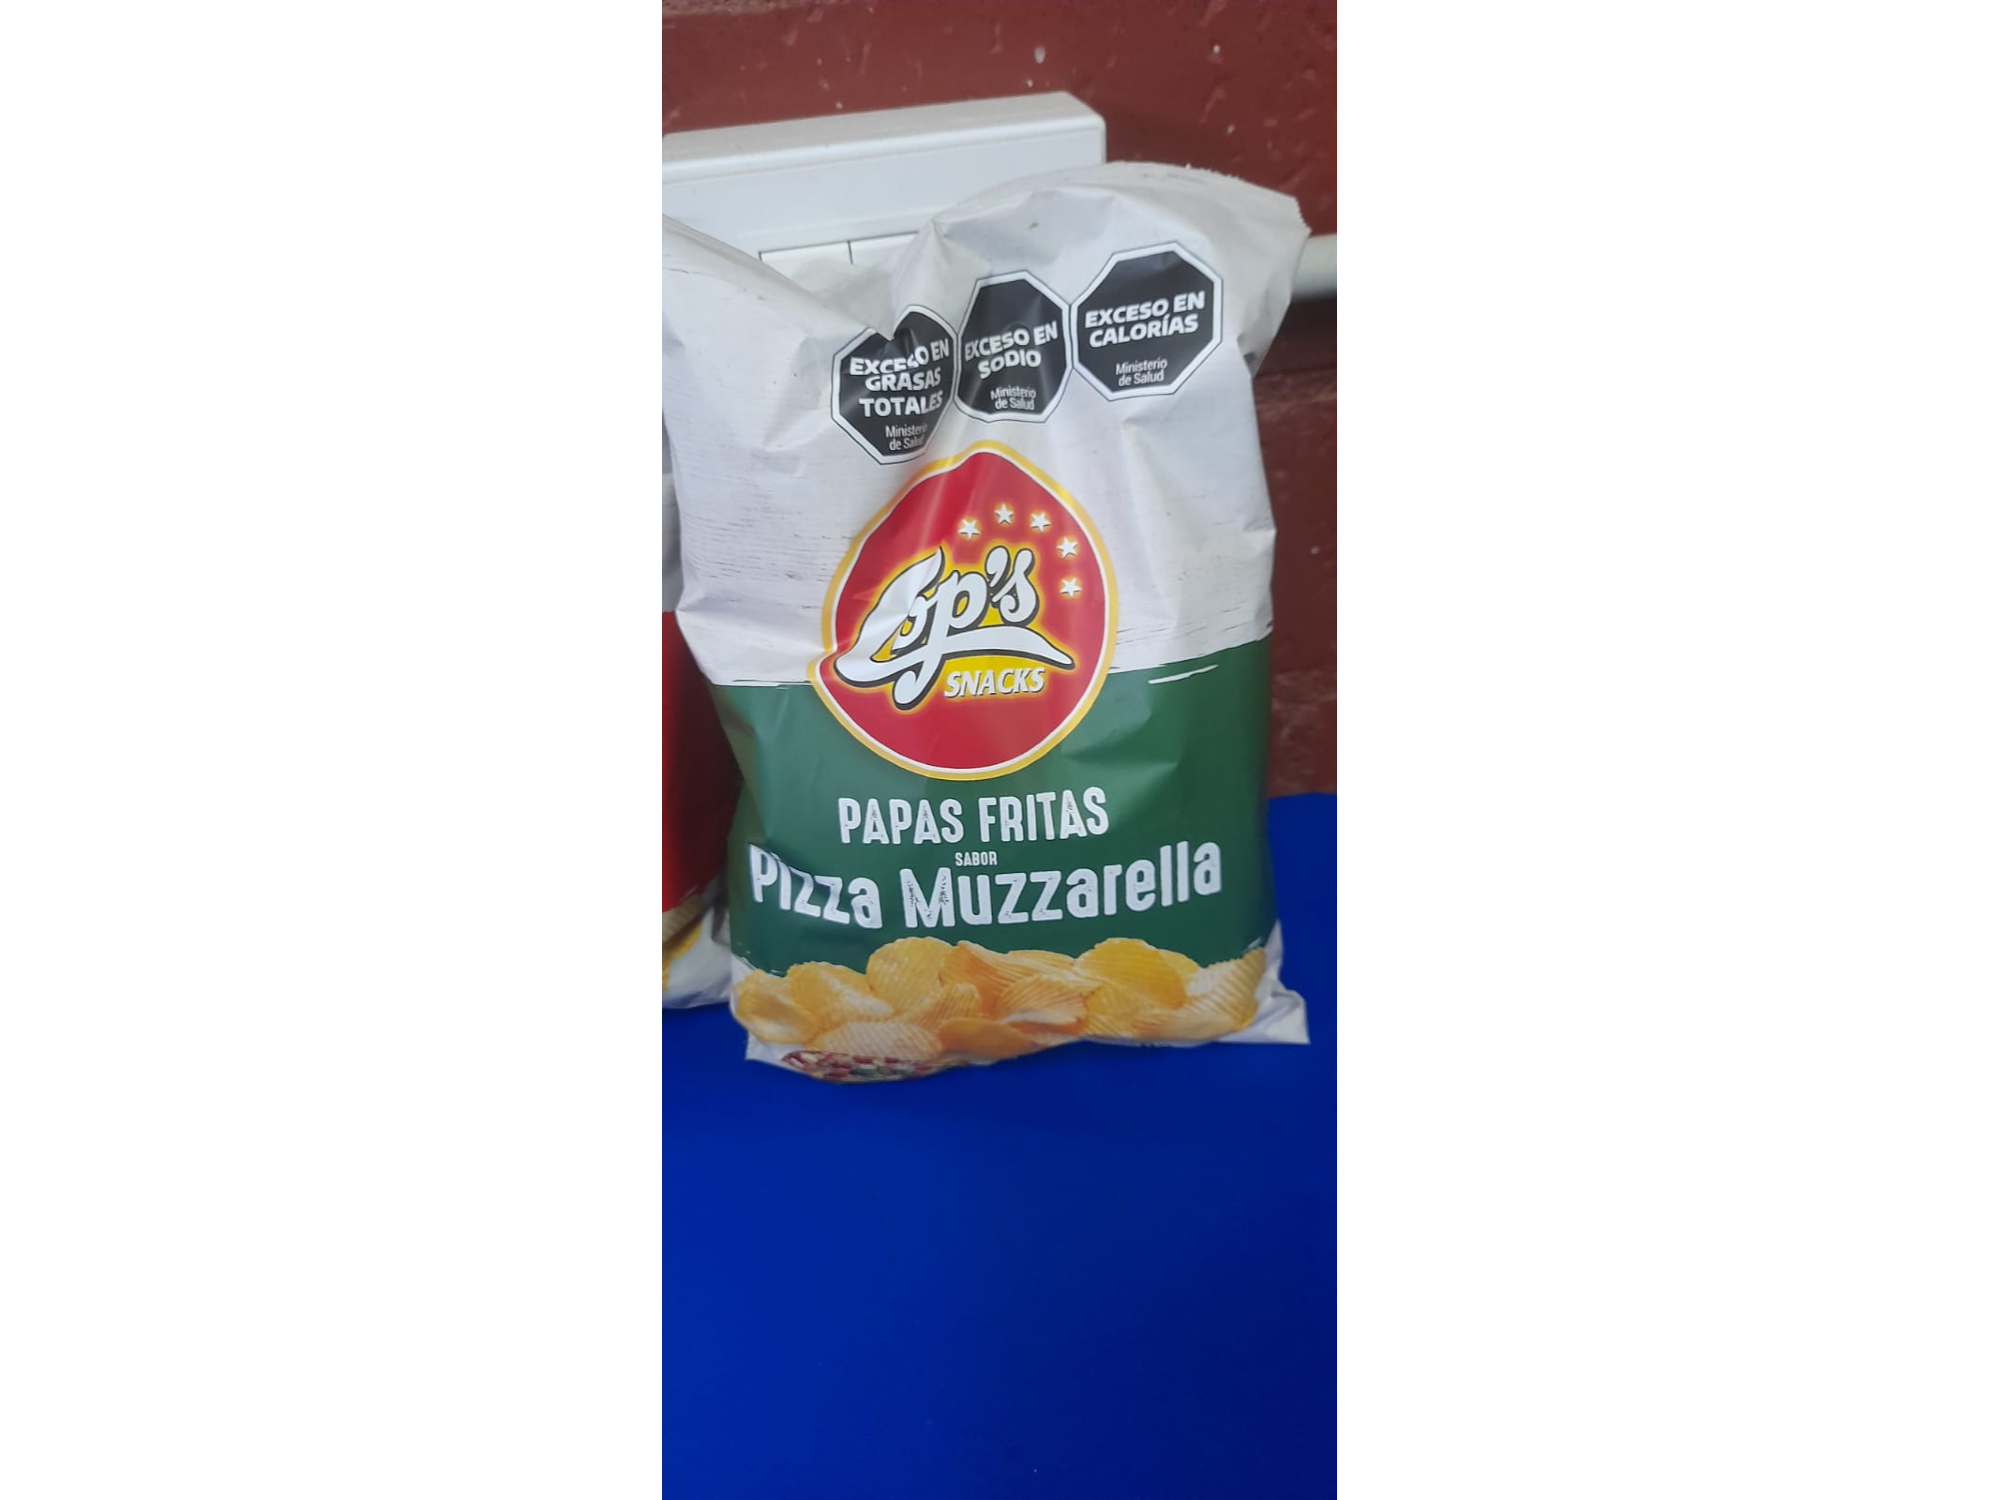 EXCESO EN
GRASAS
TOTALES
Ministerio
de Salud
EXCESO EN
SODIO
Ministerio
de Salud
EXCESO EN
CALORÍAS
Ministerio
de Salud
SNACKS
PAPAS FRITAS
SABOR
Pizza Muzzarella